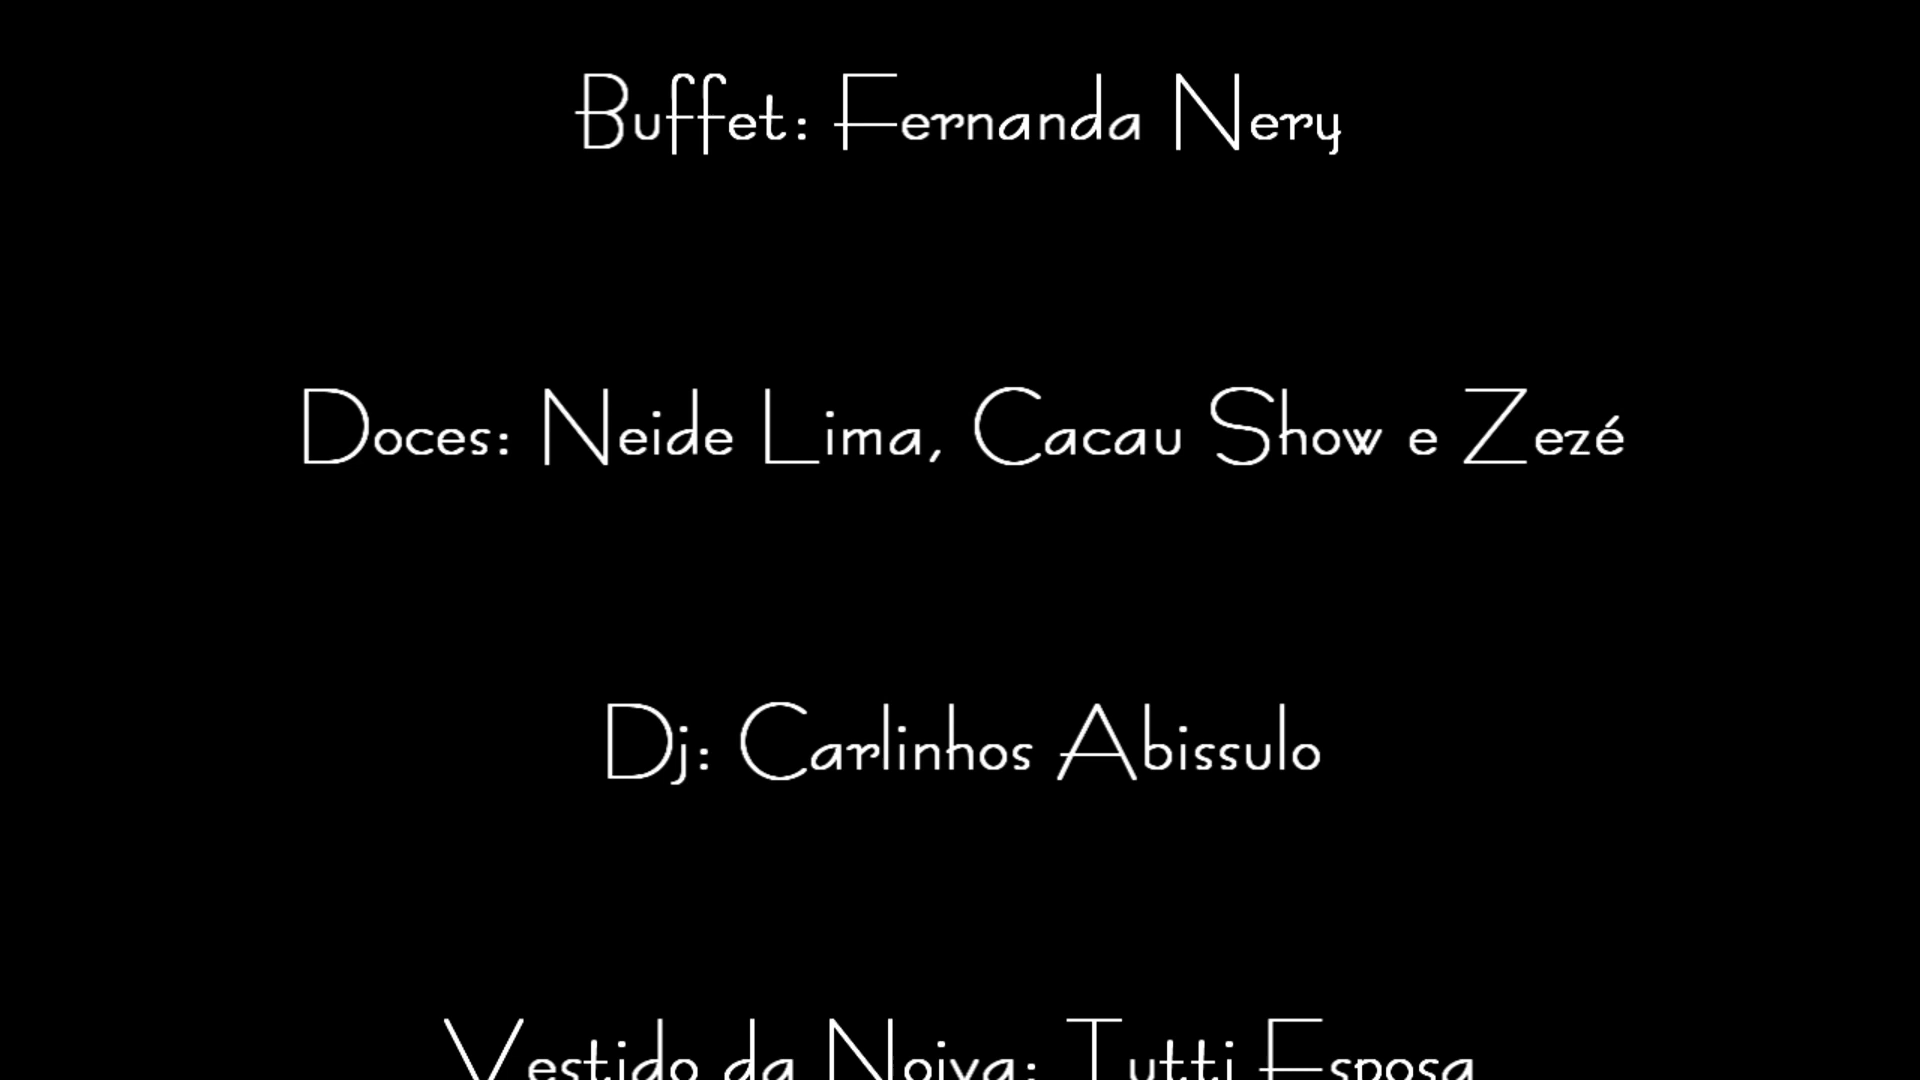 Buffet: Fernanda Nery
Doces: Neide Lima, Cacau Show e Zezé
Dj: Carlinhos Abissulo
Vestido da Noiva: Tutti Esposa